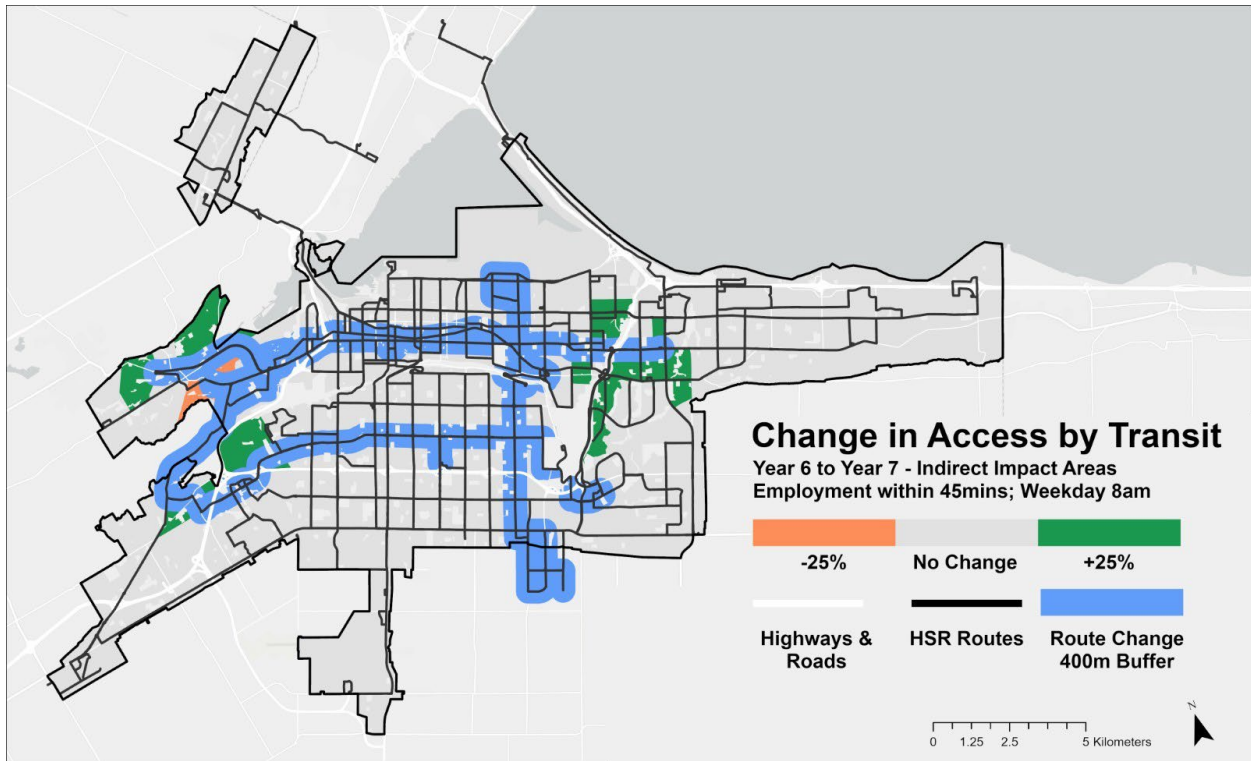 Change in Access by Transit
Year 6 to Year 7 - Indirect Impact Areas
Employment within 45mins; Weekday 8am
-25% No Change +25%
Highways & HSR Routes Route Change
Roads 400m Buffer
N
0 1.25 2.5 5 Kilometers